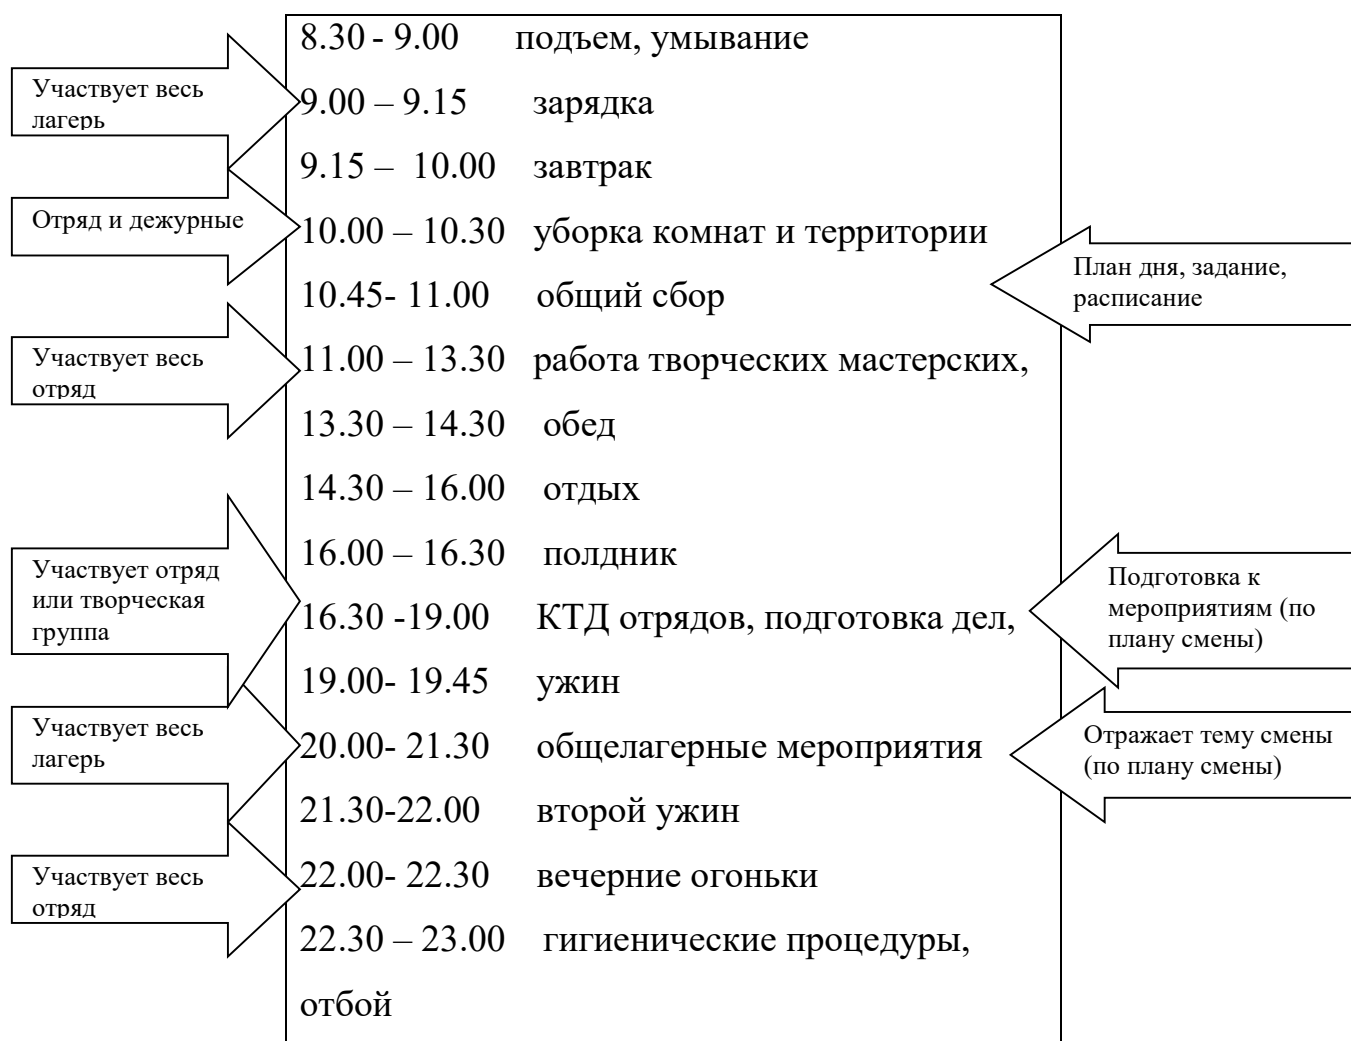 8.30 - 9.00 подъем, умывание
Участвует весь
лагерь
9.00 – 9.15 зарядка
9.15 – 10.00 завтрак
Отряд и дежурные
10.00 – 10.30 уборка комнат и территории
10.45- 11.00 общий сбор
План дня, задание,
расписание
Участвует весь
отряд
11.00 – 13.30 работа творческих мастерских,
13.30 – 14.30 обед
14.30 – 16.00 отдых
16.00 – 16.30 полдник
Участвует отряд
или творческая
группа
16.30 -19.00 КТД отрядов, подготовка дел,
Подготовка к
мероприятиям (по
плану смены)
19.00- 19.45 ужин
Участвует весь
лагерь
20.00- 21.30 общелагерные мероприятия
Отражает тему смены
(по плану смены)
21.30-22.00 второй ужин
Участвует весь
отряд
22.00- 22.30 вечерние огоньки
22.30 – 23.00 гигиенические процедуры,
отбой